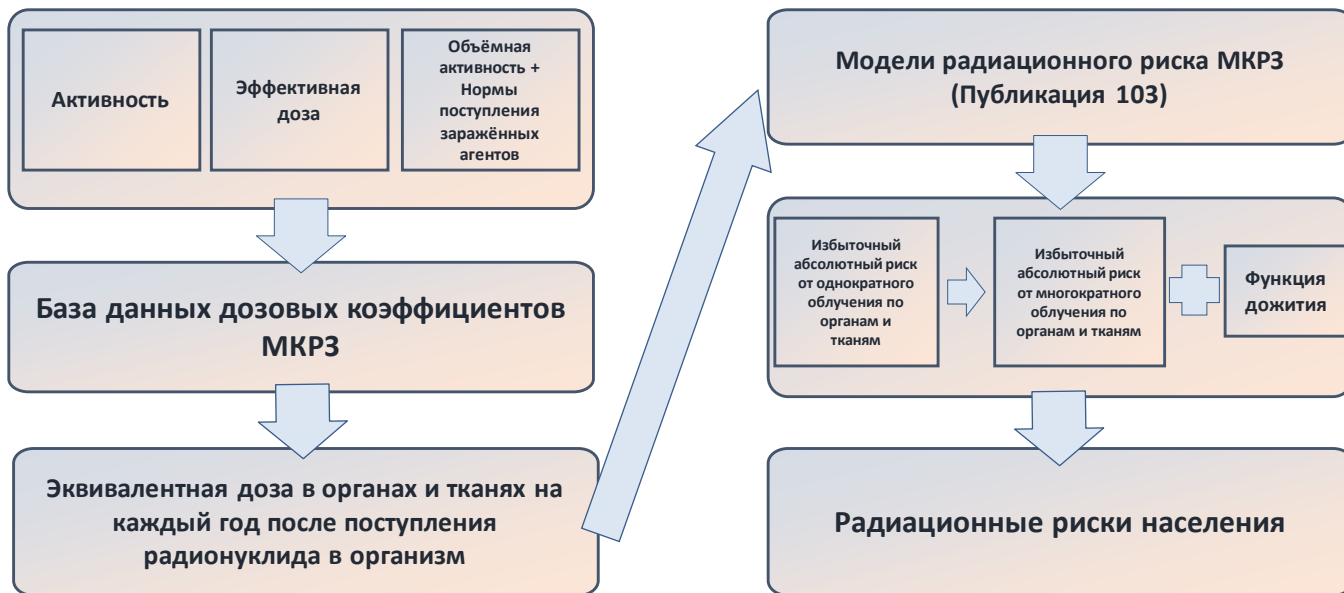 Активность
Эффективная
доза
Объёмная
активность +
Нормы
поступления
заражённых
агентов
База данных дозовых коэффициентов
МКРЗ
Эквивалентная доза в органах и тканях на
каждый год после поступления
радионуклида в организм
Модели радиационного риска МКРЗ
(Публикация 103)
Избыточный
абсолютный риск
от однократного
облучения по
органам и
тканям
Избыточный
абсолютный риск
от многократного
облучения по
органам и тканям
Функция
дожития
Радиационные риски населения